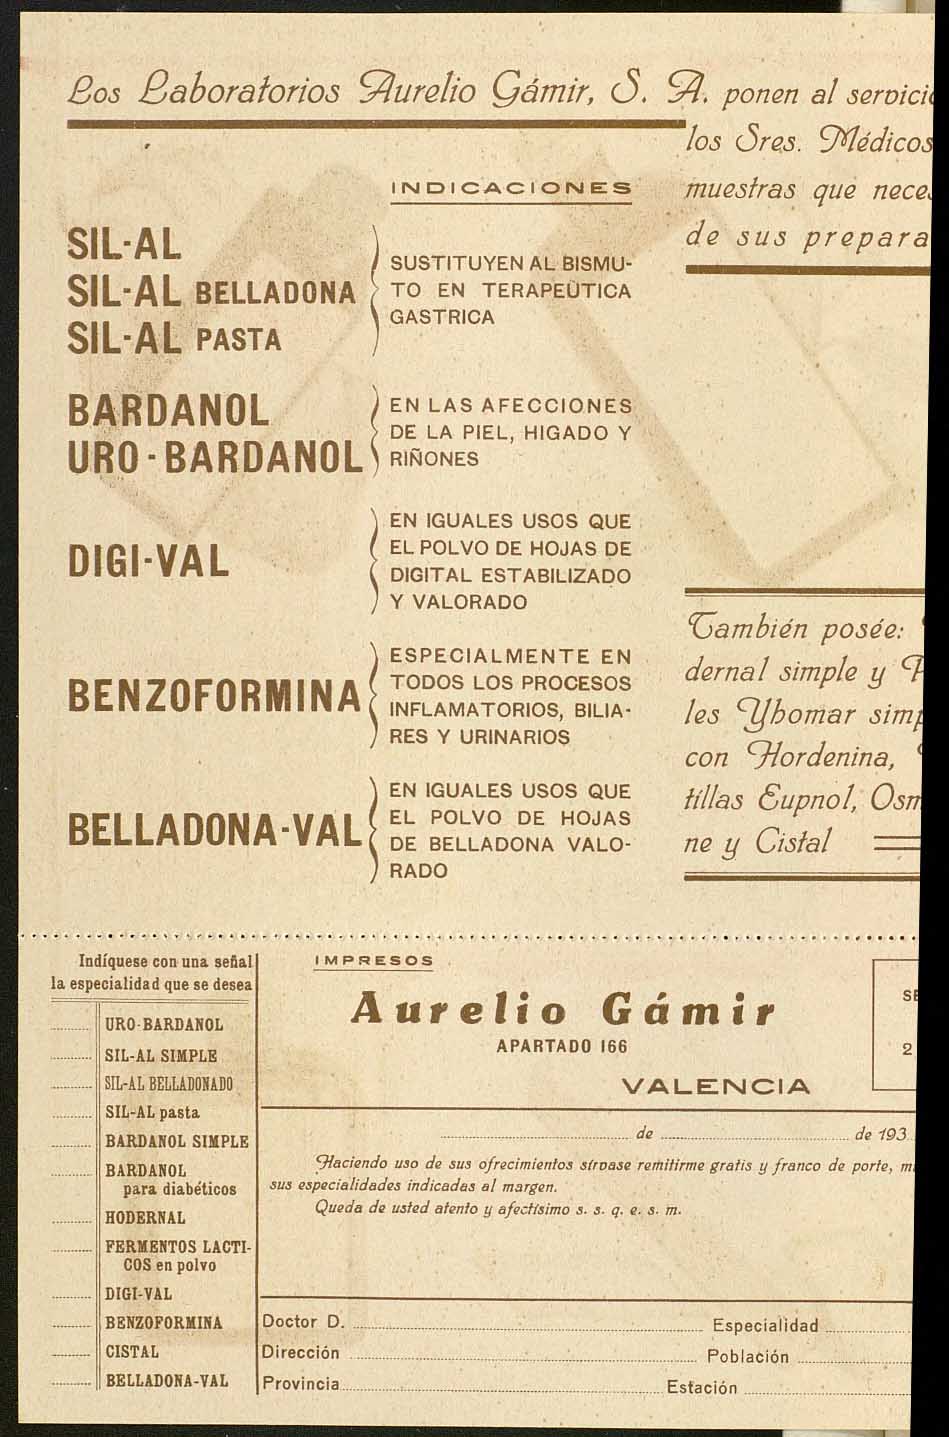 Los Laboratorios Aurelio Gámir, S. A. ponen al
los Sres. Médicos
muestras que
de sus
INDICACIONES
SIL-AL
SIL-AL BELLADONA
SIL-AL PASTA
SUSTITUYEN AL BISMU-
TO EN TERAPEÚTICA
GASTRICA
BARDANOL
URO-BARDANOL
EN LAS AFECCIONES
DE LA PIEL, HIGADO Y
RIÑONES
DIGI-VAL
EN IGUALES USOS QUE
EL POLVO DE HOJAS DE
DIGITAL ESTABILIZADO
Y VALORADO
BENZOFORMINA
ESPECIALMENTE EN
TODOS LOS PROCESOS
INFLAMATORIOS, BILIA-
RES Y URINARIOS
BELLADONA-VAL
EN IGUALES USOS QUE
EL POLVO DE HOJAS
DE BELLADONA VALO-
RADO
También posée:
dernal simple y
les Ybomar
con Hordenina,
tillas Eupnol,
ne y Cistal
Indíquese con una señal
la especialidad que se desea
URO-BARDANOL
SIL-AL SIMPLE
SIL-AL BELLADONADO
SIL-AL pasta
BARDANOL SIMPLE
BARDANOL
para diabéticos
HODERNAL
FERMENTOS LACTI-
COS en polvo
DIGI-VAL
BENZOFORMINA
CISTAL
BELLADONA-VAL
IMPRESOS
Aurelio Gámir
APARTADO 166
VALENCIA
2
de de 193
Haciendo uso de sus ofrecimientos sírvase remitirme gratis y franco de porte,
sus especialidades indicadas al margen.
Queda de usted atento y afectísimo s. s. q. e. s. m.
Doctor D. Especialidad
Dirección Población
Provincia Estación